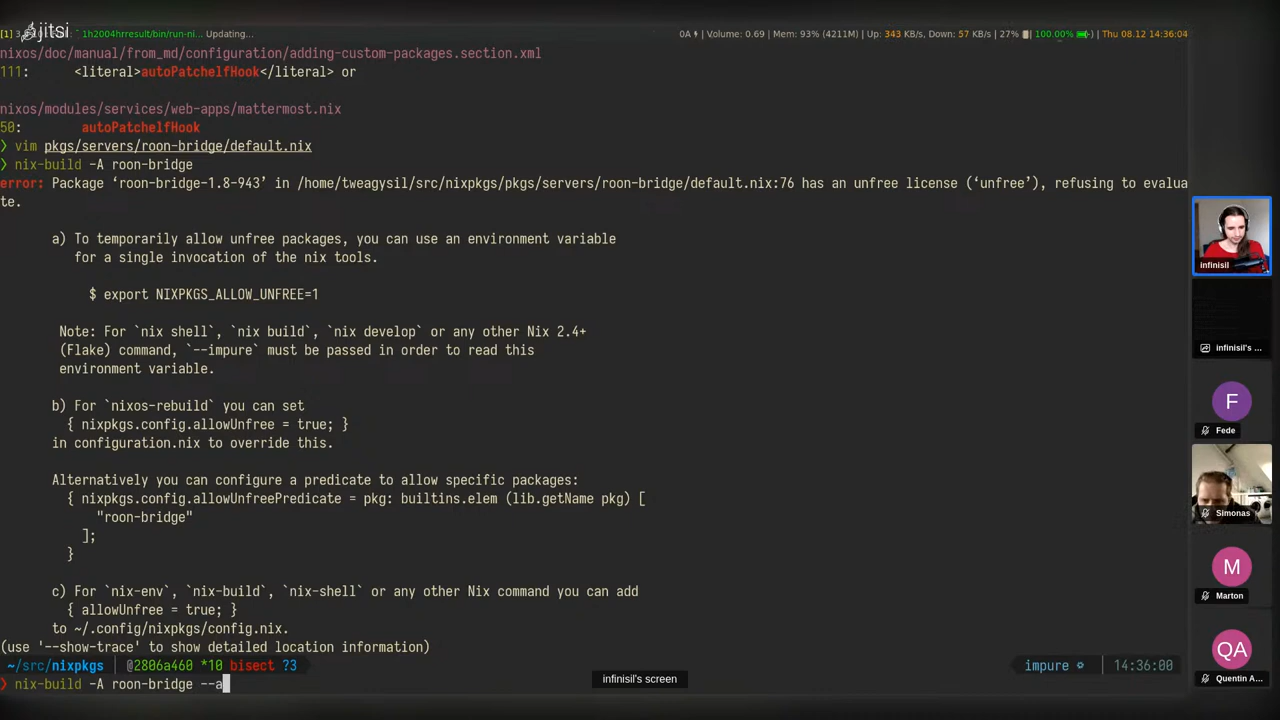 jitsi
[1] 1h2004hrresult/bin/run-ni... Updating...
0A Volume: 0.69 | Mem: 93% (4211M) | Up: 343 KB/s, Down: 57 KB/s | 27% | 100.00% | Thu 08.12 14:36:04
nixos/doc/manual/from_md/configuration/adding-custom-packages.section.xml
111: <literal>autoPatchelfHook</literal> or
nixos/modules/services/web-apps/mattermost.nix
50: autoPatchelfHook
❯ vim pkgs/servers/roon-bridge/default.nix
❯ nix-build -A roon-bridge
error: Package ‘roon-bridge-1.8-943’ in /home/tweagysil/src/nixpkgs/pkgs/servers/roon-bridge/default.nix:76 has an unfree license (‘unfree’), refusing to evalua
te.
a) To temporarily allow unfree packages, you can use an environment variable
for a single invocation of the nix tools.
$ export NIXPKGS_ALLOW_UNFREE=1
Note: For `nix shell`, `nix build`, `nix develop` or any other Nix 2.4+
(Flake) command, `--impure` must be passed in order to read this
environment variable.
b) For `nixos-rebuild` you can set
{ nixpkgs.config.allowUnfree = true; }
in configuration.nix to override this.
Alternatively you can configure a predicate to allow specific packages:
{ nixpkgs.config.allowUnfreePredicate = pkg: builtins.elem (lib.getName pkg) [
"roon-bridge"
];
}
c) For `nix-env`, `nix-build`, `nix-shell` or any other Nix command you can add
{ allowUnfree = true; }
to ~/.config/nixpkgs/config.nix.
(use '--show-trace' to show detailed location information)
~/src/nixpkgs @2806a460 *10 bisect ?3
impure 14:36:00
❯ nix-build -A roon-bridge --a
infinisil's screen
infinisil
infinisil's ...
F
Fede
Simonas
M
Marton
QA
Quentin A...